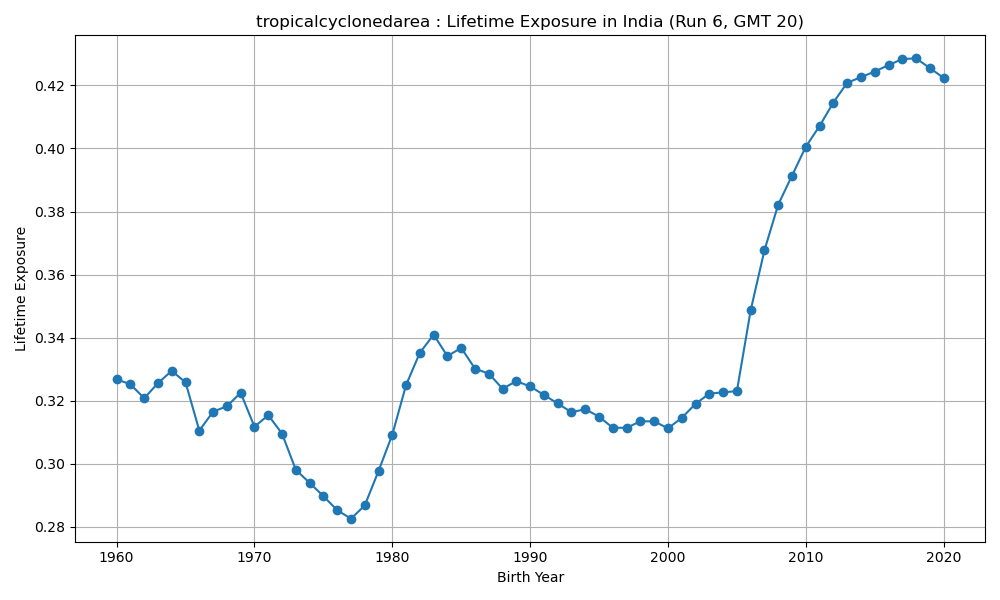 tropicalcyclonedarea : Lifetime Exposure in India (Run 6, GMT 20)
Lifetime Exposure
0.42
0.40
0.38
0.36
0.34
0.32
0.30
0.28
1960 1970 1980 1990 2000 2010 2020
Birth Year